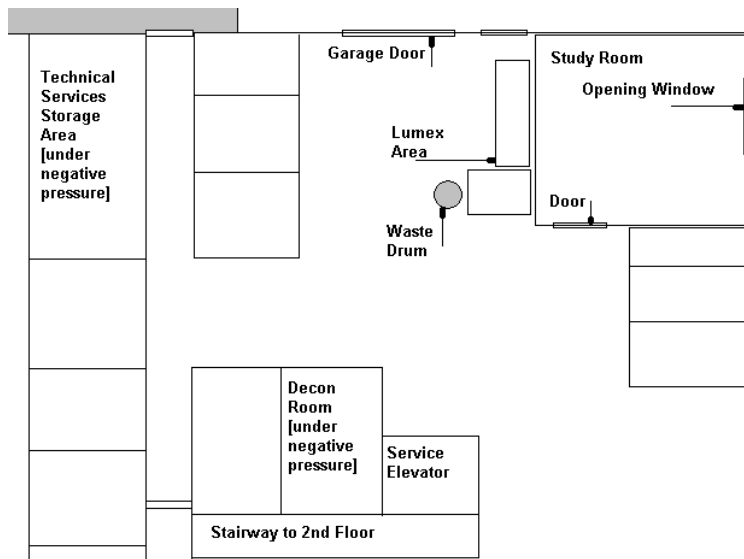 Technical
Services
Storage
Area
[under
negative
pressure]
Garage Door
Study Room
Opening Window
Lumex
Area
Door
Waste
Drum
Decon
Room
[under
negative
pressure]
Service
Elevator
Stairway to 2nd Floor